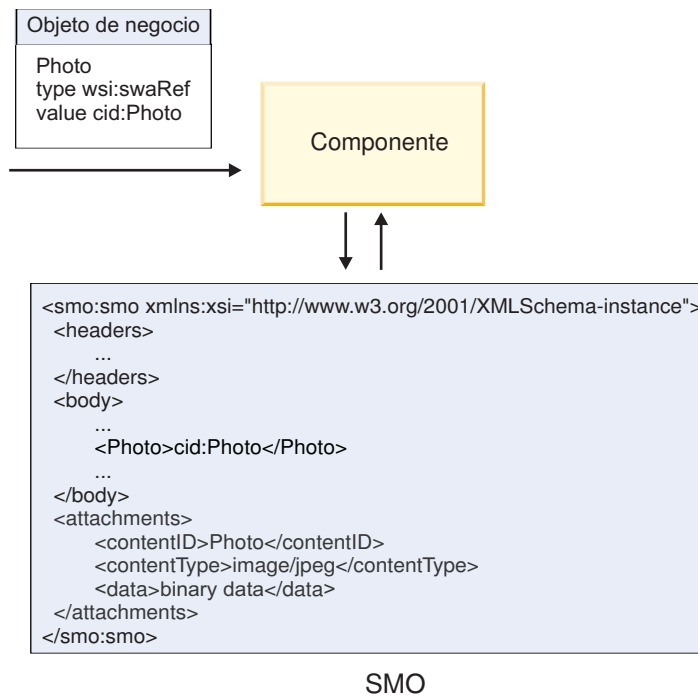 Objeto de negocio
Photo
type wsi:swaRef
value cid:Photo
Componente
<smo:smo xmlns:xsi="http://www.w3.org/2001/XMLSchema-instance">
<headers>
...
</headers>
<body>
...
<Photo>cid:Photo</Photo>
...
</body>
<attachments>
<contentID>Photo</contentID>
<contentType>image/jpeg</contentType>
<data>binary data</data>
</attachments>
</smo:smo>
SMO